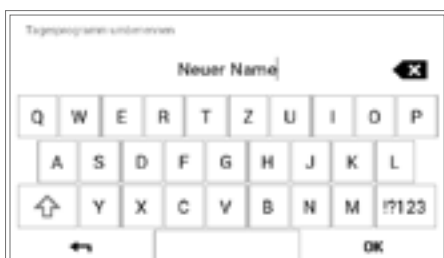 Tagesprogramm umbenennen
Neuer Name
Q W E R T Z U I O P
A S D F G H J K L
Y X C V B N M !?123
OK